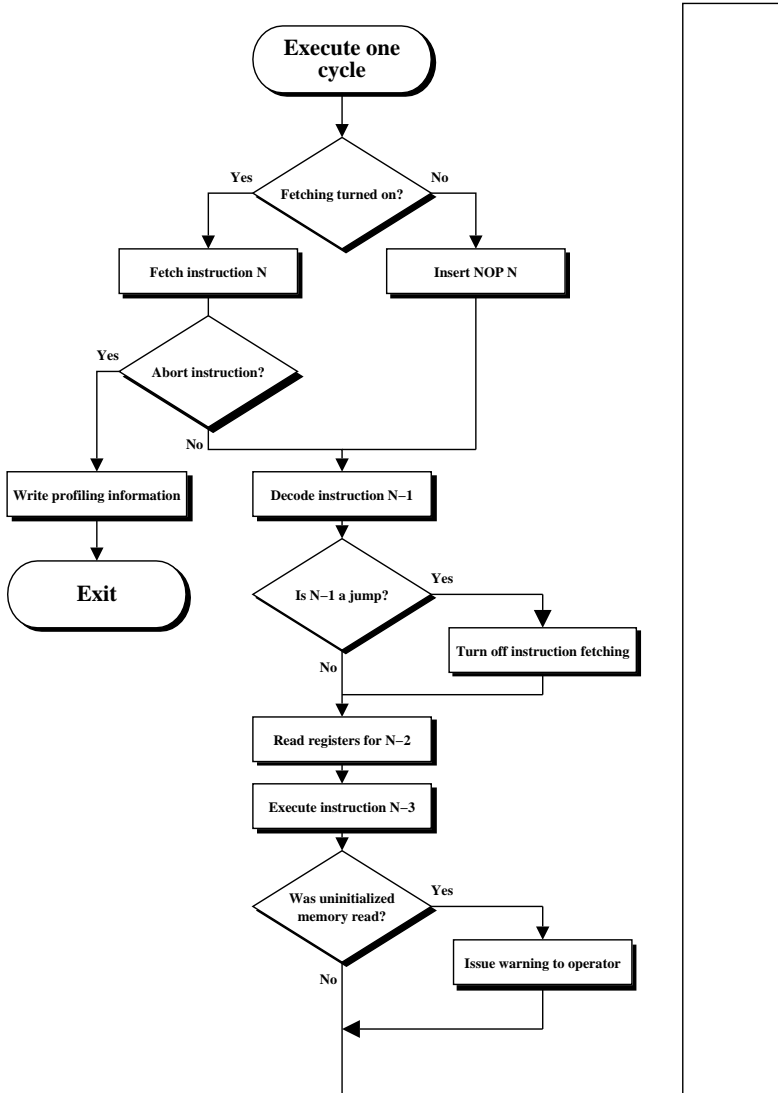 Execute one
cycle
Yes
No
Fetching turned on?
Fetch instruction N
Insert NOP N
Yes
Abort instruction?
No
Write profiling information
Decode instruction N−1
Exit
Yes
Is N−1 a jump?
Turn off instruction fetching
No
Read registers for N−2
Execute instruction N−3
Yes
Was uninitialized
memory read?
Issue warning to operator
No